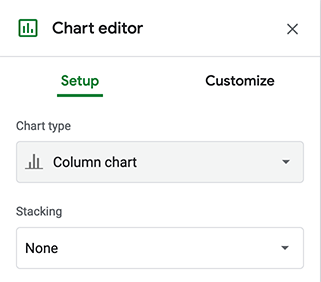 Chart editor
Setup Customize
Chart type
Column chart
Stacking
None